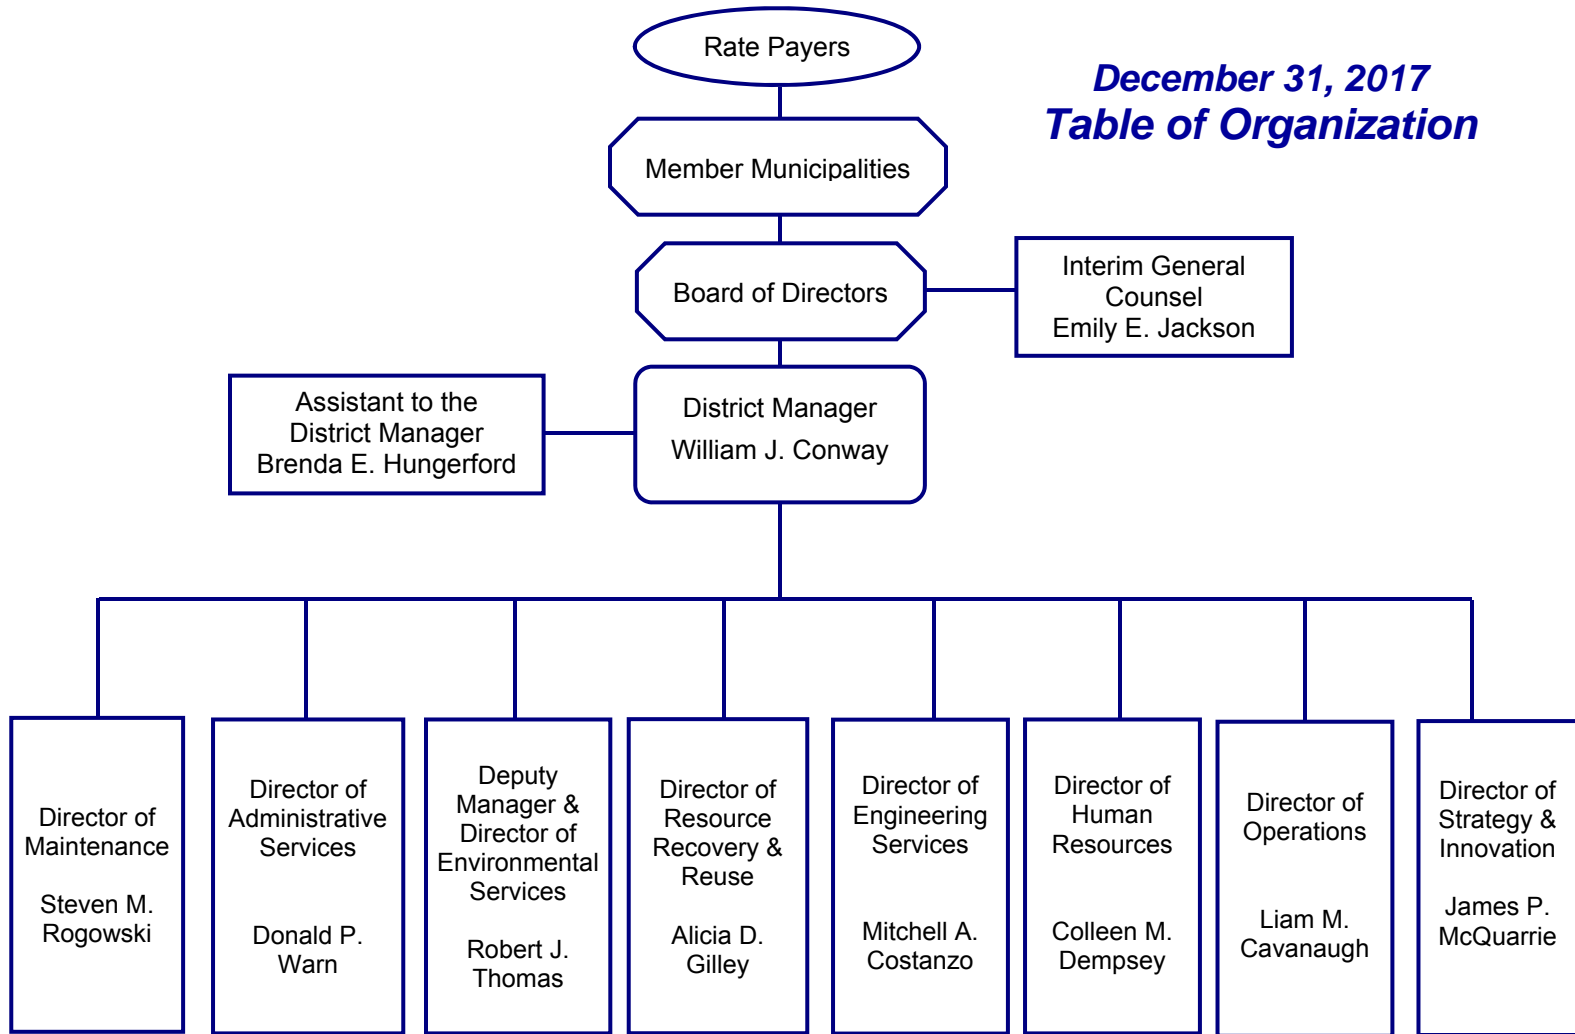 Rate Payers
December 31, 2017
Table of Organization
Member Municipalities
Board of Directors
Interim General
Counsel
Emily E. Jackson
Assistant to the
District Manager
Brenda E. Hungerford
District Manager
William J. Conway
Director of
Maintenance
Steven M.
Rogowski
Director of
Administrative
Services
Donald P.
Warn
Deputy
Manager &
Director of
Environmental
Services
Robert J.
Thomas
Director of
Resource
Recovery &
Reuse
Alicia D.
Gilley
Director of
Engineering
Services
Mitchell A.
Costanzo
Director of
Human
Resources
Colleen M.
Dempsey
Director of
Operations
Liam M.
Cavanaugh
Director of
Strategy &
Innovation
James P.
McQuarrie